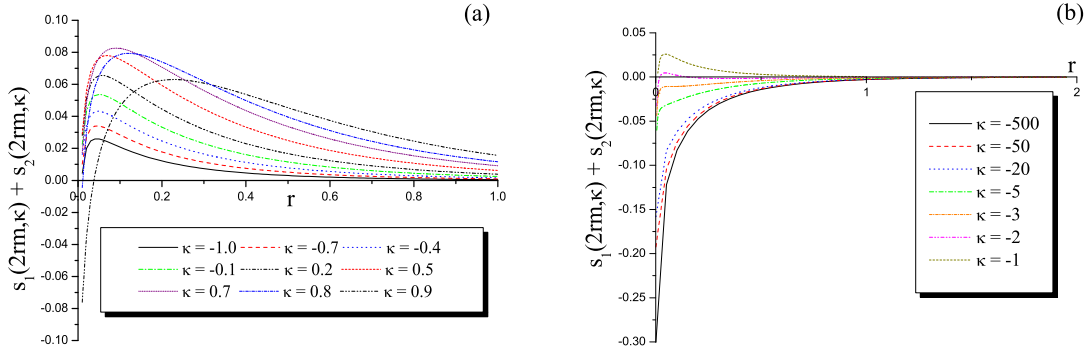 (a)
s₁(2rm,κ) + s₂(2rm,κ)
0.10
0.08
0.06
0.04
0.02
0.00
-0.02
-0.04
-0.06
-0.08
-0.10
0.0 0.2 0.4 0.6 0.8 1.0
r
κ = -1.0 κ = -0.7 κ = -0.4
κ = -0.1 κ = 0.2 κ = 0.5
κ = 0.7 κ = 0.8 κ = 0.9
(b)
s₁(2rm,κ) + s₂(2rm,κ)
0.05
0.00
-0.05
-0.10
-0.15
-0.20
-0.25
-0.30
r
0 1 2
κ = -500
κ = -50
κ = -20
κ = -5
κ = -3
κ = -2
κ = -1